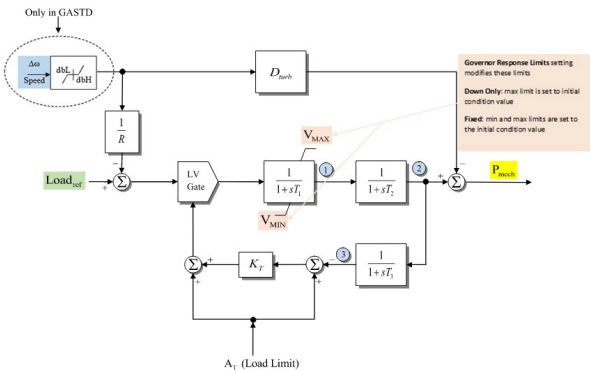 Only in GASTD
Δω
Speed
dbL
dbH
D_turb
1
R
Governor Response Limits setting
modifies these limits
Down Only: max limit is set to initial
condition value
Fixed: min and max limits are set to
the initial condition value
V_MAX
Load_ref
−
+
Σ
LV
Gate
1
1+sT_1
1
1
1+sT_2
2
−
+
Σ
P_mech
V_MIN
+
Σ
+
K_T
−
Σ
+
3
1
1+sT_3
A_T (Load Limit)